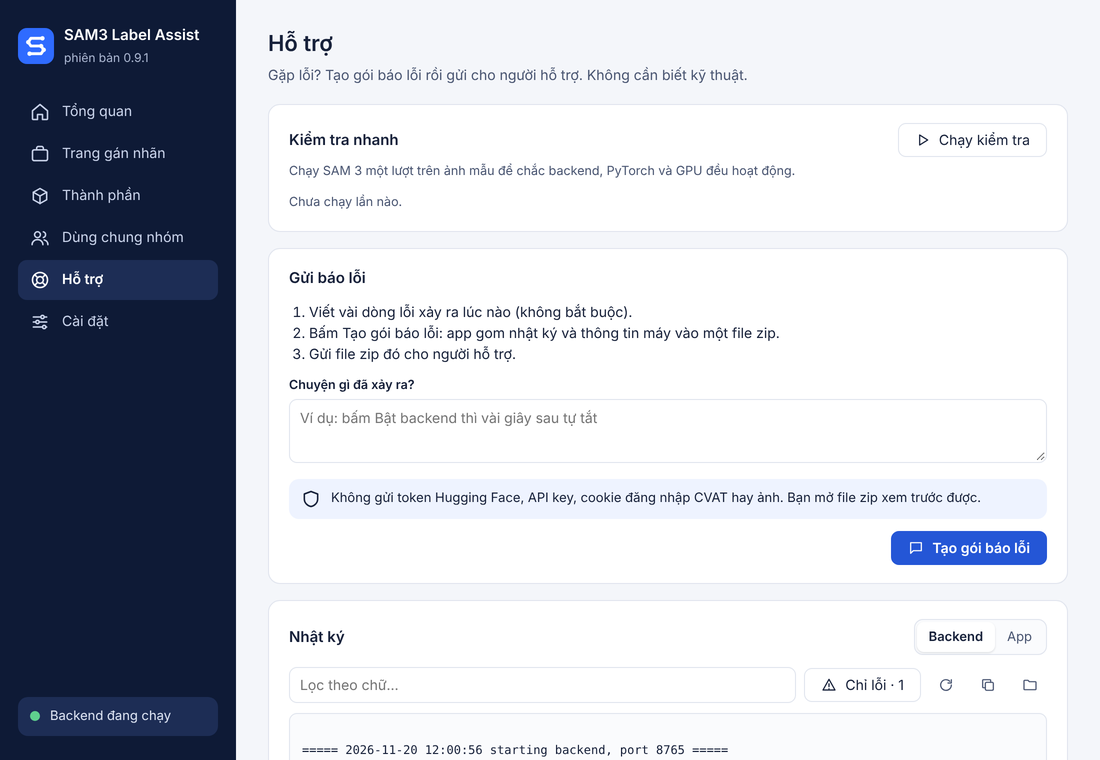 SAM3 Label Assist
phiên bản 0.9.1
Tổng quan
Trang gán nhãn
Thành phần
Dùng chung nhóm
Hỗ trợ
Cài đặt
Backend đang chạy
Hỗ trợ
Gặp lỗi? Tạo gói báo lỗi rồi gửi cho người hỗ trợ. Không cần biết kỹ thuật.
Kiểm tra nhanh
Chạy kiểm tra
Chạy SAM 3 một lượt trên ảnh mẫu để chắc backend, PyTorch và GPU đều hoạt động.
Chưa chạy lần nào.
Gửi báo lỗi
1. Viết vài dòng lỗi xảy ra lúc nào (không bắt buộc).
2. Bấm Tạo gói báo lỗi: app gom nhật ký và thông tin máy vào một file zip.
3. Gửi file zip đó cho người hỗ trợ.
Chuyện gì đã xảy ra?
Ví dụ: bấm Bật backend thì vài giây sau tự tắt
Không gửi token Hugging Face, API key, cookie đăng nhập CVAT hay ảnh. Bạn mở file zip xem trước được.
Tạo gói báo lỗi
Nhật ký
Backend
App
Lọc theo chữ...
Chỉ lỗi · 1
===== 2026-11-20 12:00:56 starting backend, port 8765 =====